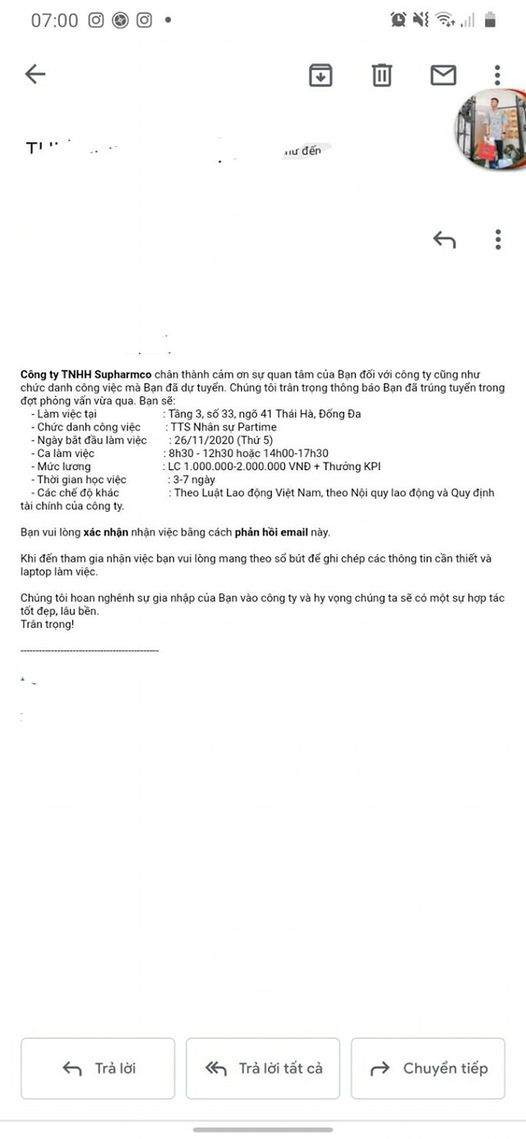 07:00
hư đến
Công ty TNHH Supharmco chân thành cảm ơn sự quan tâm của Bạn đối với công ty cũng như
chức danh công việc mà Bạn đã dự tuyển. Chúng tôi trân trọng thông báo Bạn đã trúng tuyển trong
đợt phỏng vấn vừa qua. Bạn sẽ:
- Làm việc tại : Tầng 3, số 33, ngõ 41 Thái Hà, Đống Đa
- Chức danh công việc : TTS Nhân sự Partime
- Ngày bắt đầu làm việc : 26/11/2020 (Thứ 5)
- Ca làm việc : 8h30 - 12h30 hoặc 14h00-17h30
- Mức lương : LC 1.000.000-2.000.000 VNĐ + Thưởng KPI
- Thời gian học việc : 3-7 ngày
- Các chế độ khác : Theo Luật Lao động Việt Nam, theo Nội quy lao động và Quy định
tài chính của công ty.
Bạn vui lòng xác nhận nhận việc bằng cách phản hồi email này.
Khi đến tham gia nhận việc bạn vui lòng mang theo sổ bút để ghi chép các thông tin cần thiết và
laptop làm việc.
Chúng tôi hoan nghênh sự gia nhập của Bạn vào công ty và hy vọng chúng ta sẽ có một sự hợp tác
tốt đẹp, lâu bền.
Trân trọng!
Trả lời
Trả lời tất cả
Chuyển tiếp